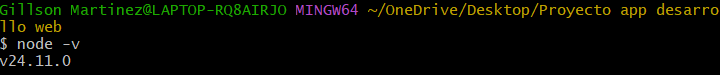 Gillson Martinez@LAPTOP-RQ8AIRJO MINGW64 ~/OneDrive/Desktop/Proyecto app desarro
llo web
$ node -v
v24.11.0